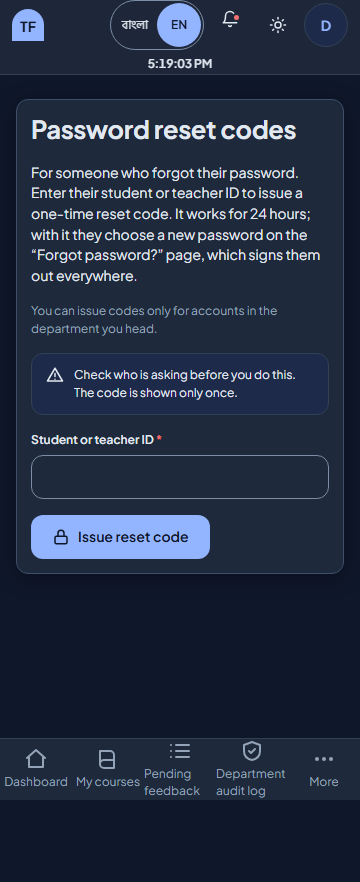 TF
বাংলা
EN
D
5:19:03 PM
Password reset codes
For someone who forgot their password.
Enter their student or teacher ID to issue a
one-time reset code. It works for 24 hours;
with it they choose a new password on the
“Forgot password?” page, which signs them
out everywhere.
You can issue codes only for accounts in the
department you head.
Check who is asking before you do this.
The code is shown only once.
Student or teacher ID *
Issue reset code
Dashboard
My courses
Pending
feedback
Department
audit log
More